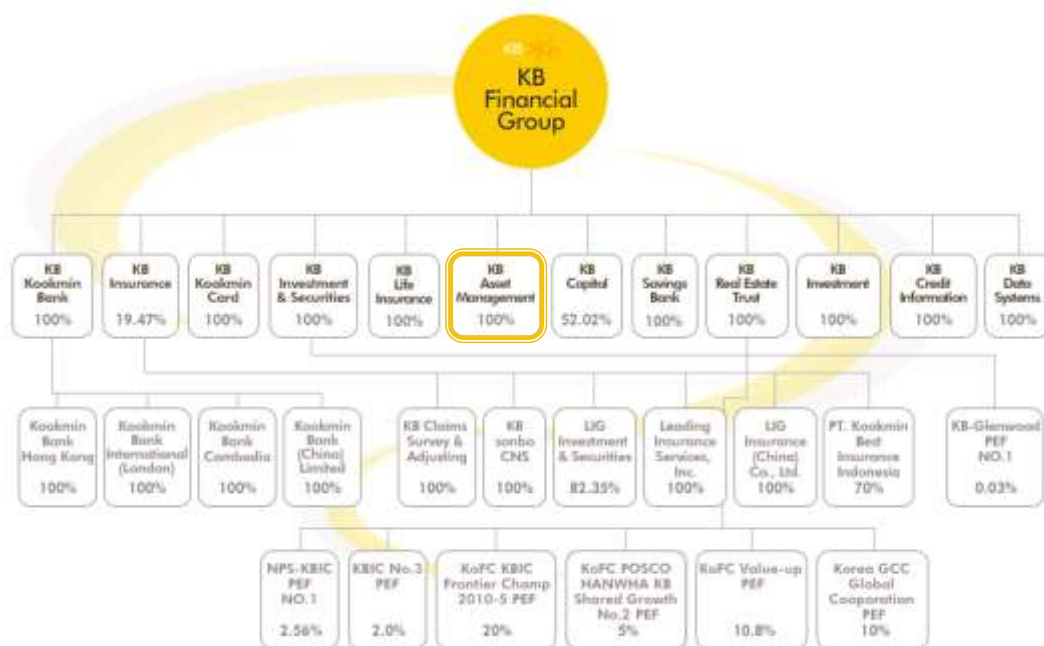 KB
KB
Financial
Group
KB
Kookmin
Bank
100%
KB
Insurance
19.47%
KB
Kookmin
Card
100%
KB
Investment
& Securities
100%
KB
Life
Insurance
100%
KB
Asset
Management
100%
KB
Capital
52.02%
KB
Savings
Bank
100%
KB
Real Estate
Trust
100%
KB
Investment
100%
KB
Credit
Information
100%
KB
Data
Systems
100%
Kookmin
Bank
Hong Kong
100%
Kookmin
Bank
International
(London)
100%
Kookmin
Bank
Cambodia
100%
Kookmin
Bank
(China)
Limited
100%
KB Claims
Survey &
Adjusting
100%
KB
sonbo
CNS
100%
LIG
Investment
& Securities
82.35%
Leading
Insurance
Services,
Inc.
100%
LIG
Insurance
(China)
Co., Ltd.
100%
PT. Kookmin
Best
Insurance
Indonesia
70%
KB-Glenwood
PEF
NO.1
0.03%
NPS-KBIC
PEF
NO.1
2.56%
KBIC No.3
PEF
2.0%
KoFC KBIC
Frontier Champ
2010-5 PEF
20%
KoFC POSCO
HANWHA KB
Shared Growth
No.2 PEF
5%
KoFC Value-up
PEF
10.8%
Korea GCC
Global
Cooparation
PEF
10%